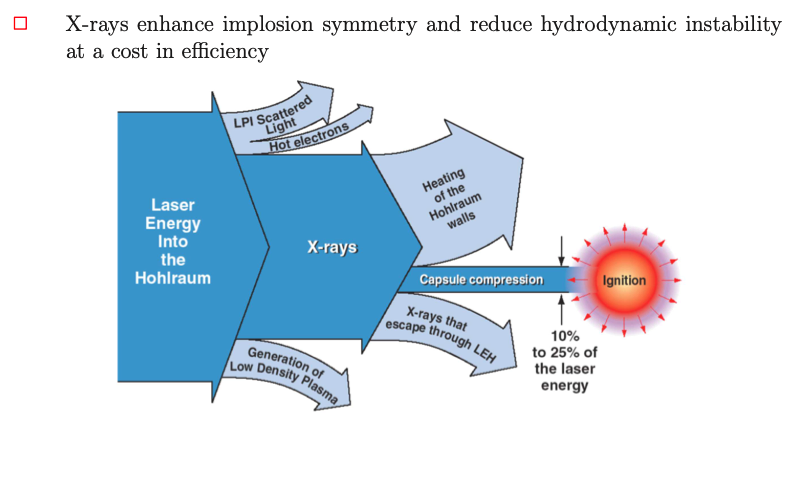 X-rays enhance implosion symmetry and reduce hydrodynamic instability
at a cost in efficiency
LPI Scattered
Light
Hot electrons
Laser
Energy
Into
the
Hohlraum
X-rays
Heating
of the
Hohlraum
walls
Capsule compression
Ignition
X-rays that
escape through LEH
Generation of
Low Density Plasma
10%
to 25% of
the laser
energy